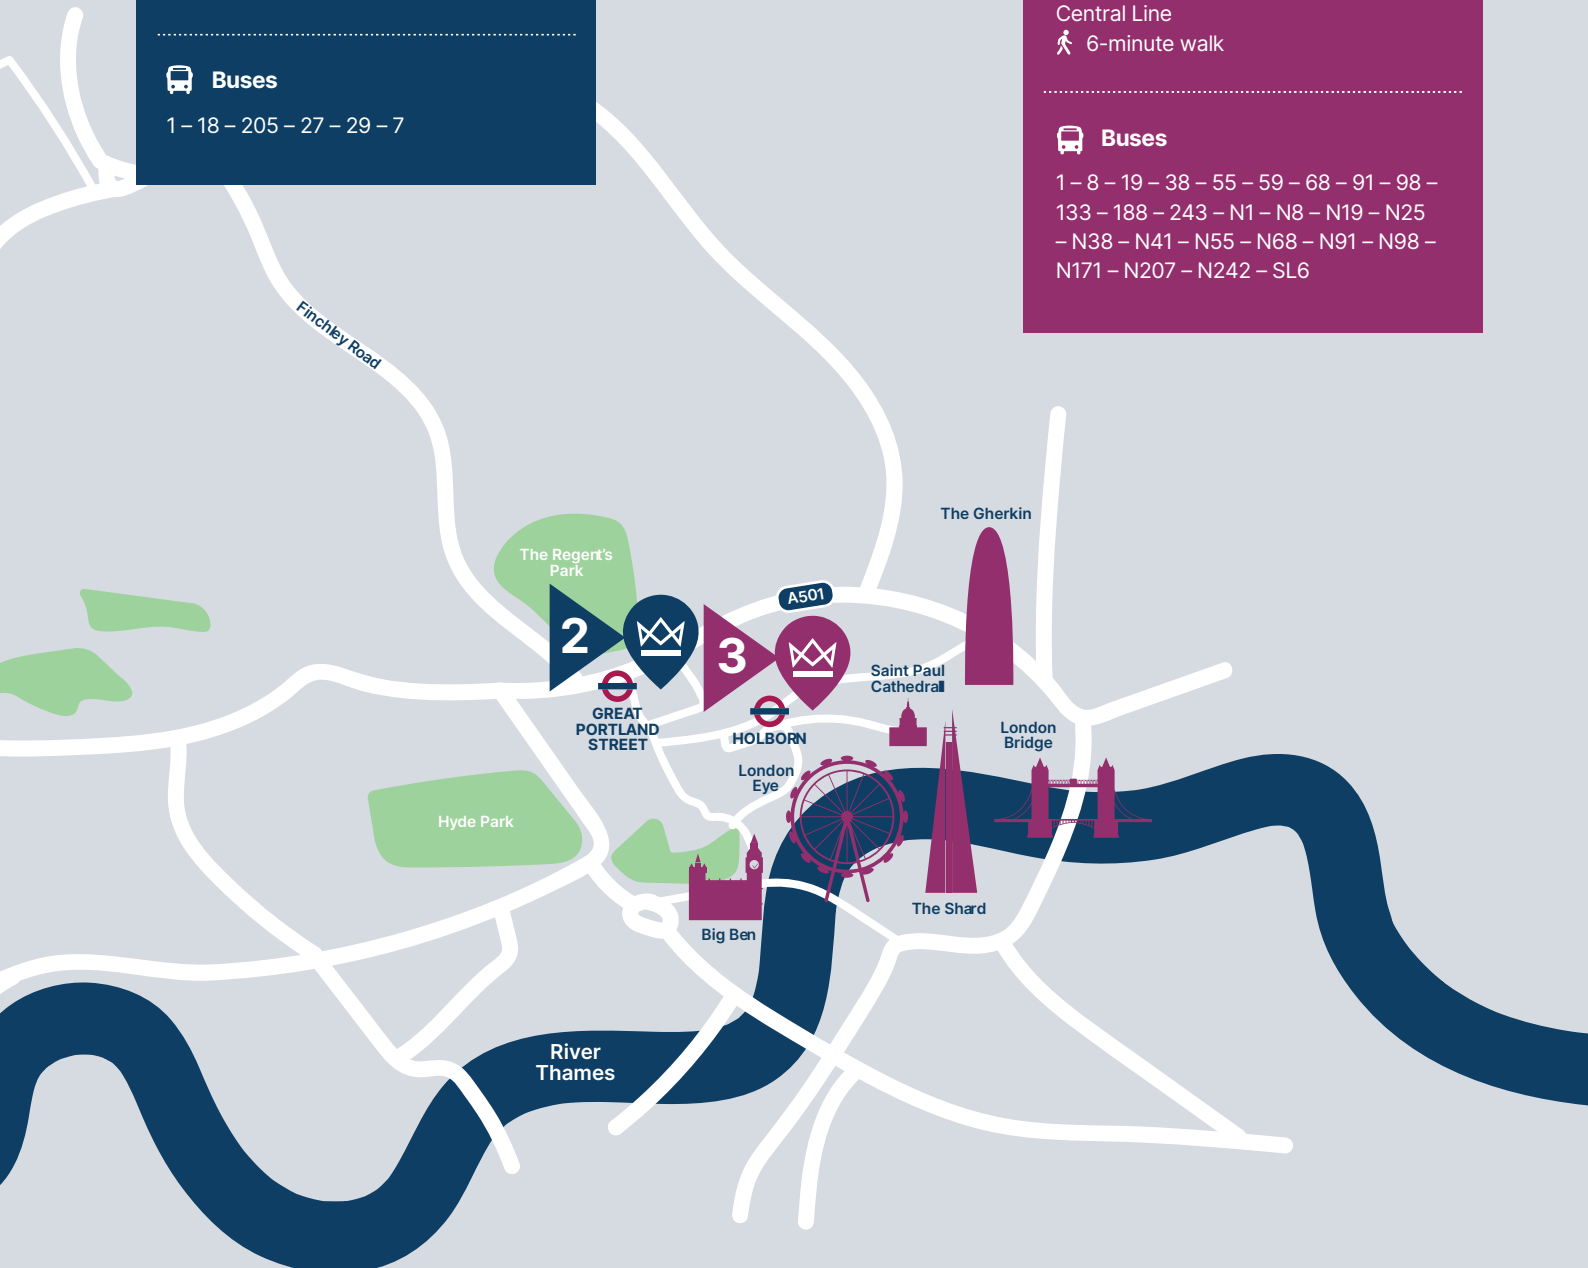 Buses
1 – 18 – 205 – 27 – 29 – 7
Central Line
6-minute walk
Buses
1 – 8 – 19 – 38 – 55 – 59 – 68 – 91 – 98 –
133 – 188 – 243 – N1 – N8 – N19 – N25
– N38 – N41 – N55 – N68 – N91 – N98 –
N171 – N207 – N242 – SL6
Finchley Road
The Gherkin
The Regent's
Park
A501
2
3
Saint Paul
Cathedral
GREAT
PORTLAND
STREET
HOLBORN
London
Bridge
London
Eye
Hyde Park
The Shard
Big Ben
River
Thames